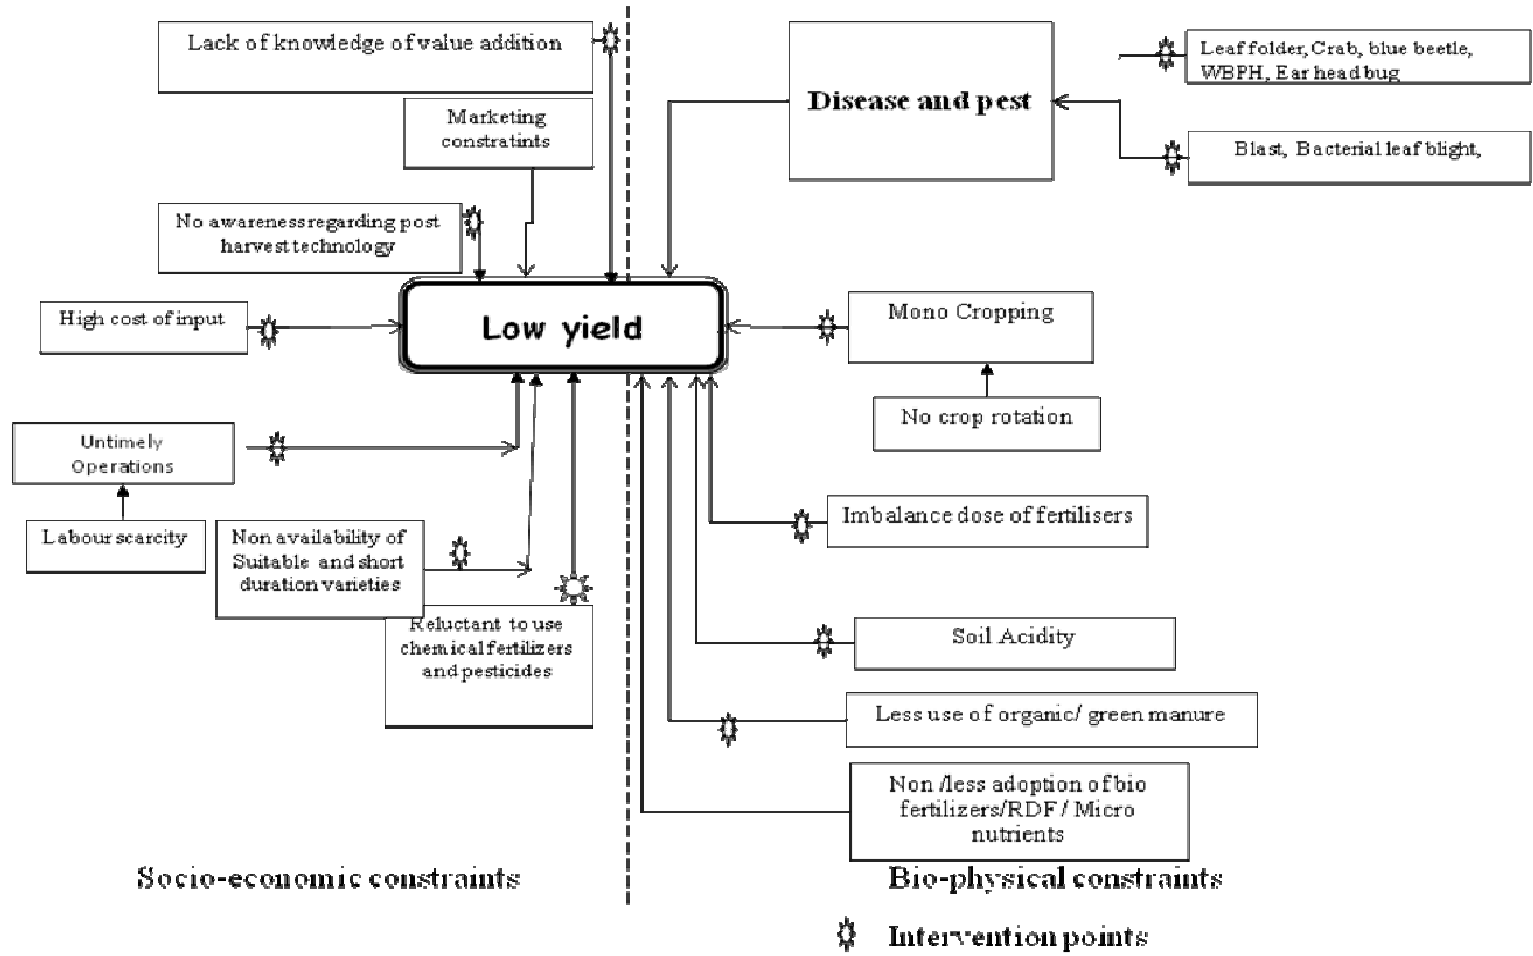 Lack of knowledge of value addition
Marketing
constratints
No awareness regarding post
harvest technology
High cost of input
Low yield
Untimely
Operations
Labour scarcity
Non availability of
Suitable and short
duration varieties
Reluctant to use
chemical fertilizers
and pesticides
Disease and pest
Leaf folder, Crab, blue beetle,
WBPH, Ear head bug
Blast, Bacterial leaf blight,
Mono Cropping
No crop rotation
Imbalance dose of fertilisers
Soil Acidity
Less use of organic/ green manure
Non /less adoption of bio
fertilizers/RDF / Micro
nutrients
Socio-economic constraints
Bio-physical constraints
Intervention points